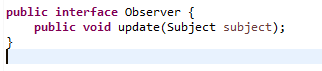 public interface Observer {
    public void update(Subject subject);
}